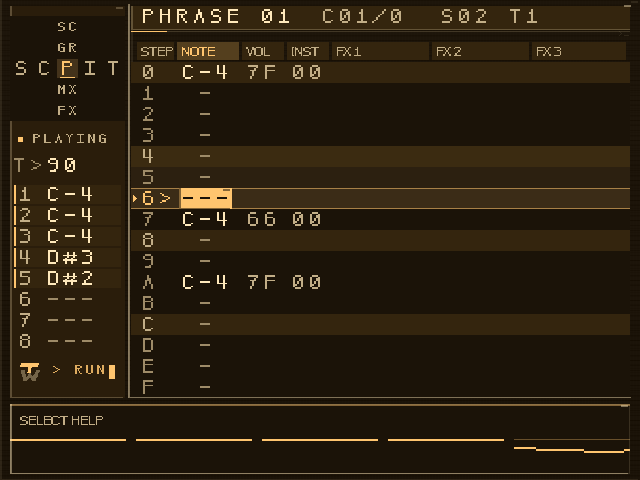 SC
GR
S C P I T
MX
FX
PLAYING
T>90
1 C-4
2 C-4
3 C-4
4 D#3
5 D#2
6 ---
7 ---
8 ---
TW > RUN
PHRASE 01 C01/0 S02 T1
STEP NOTE VOL INST FX1 FX2 FX3
0 C-4 7F 00
1 -
2 -
3 -
4 -
5 -
6> ---
7 C-4 66 00
8 -
9 -
A C-4 7F 00
B -
C -
D -
E -
F -
SELECT HELP